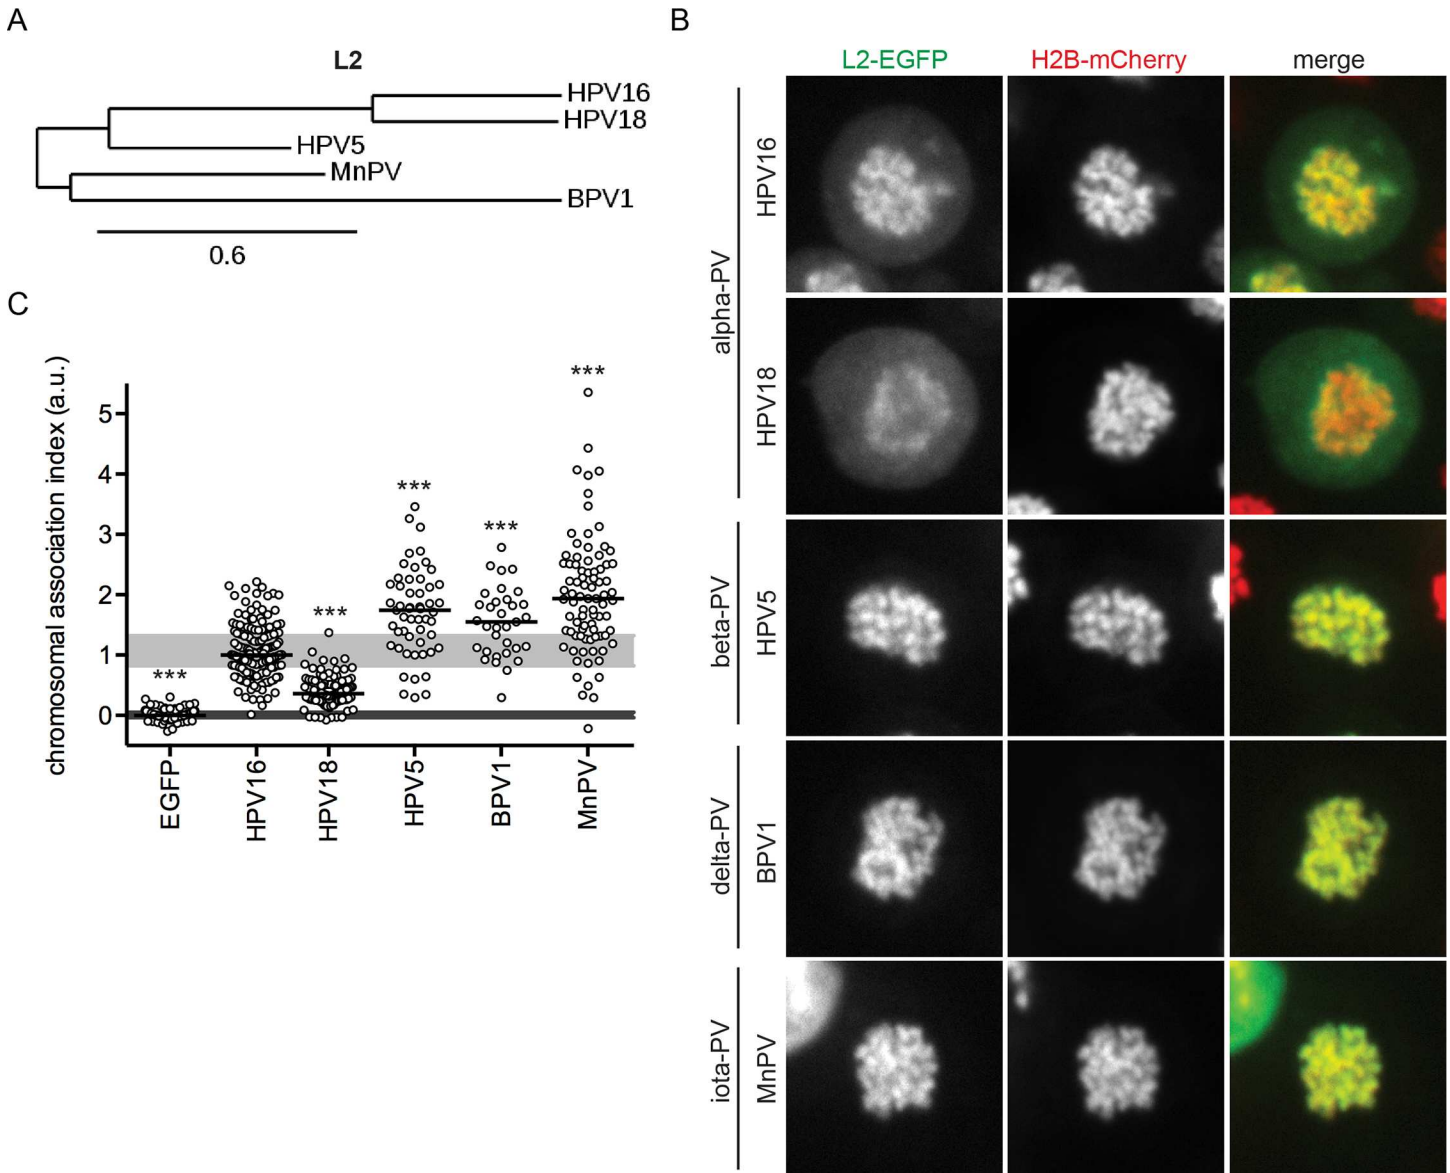 A
L2
HPV16
HPV18
HPV5
MnPV
BPV1
0.6
B
L2-EGFP H2B-mCherry merge
alpha-PV
HPV16
HPV18
beta-PV
HPV5
delta-PV
BPV1
iota-PV
MnPV
C
chromosomal association index (a.u.)
5
4
3
2
1
0
***
***
***
***
***
EGFP
HPV16
HPV18
HPV5
BPV1
MnPV